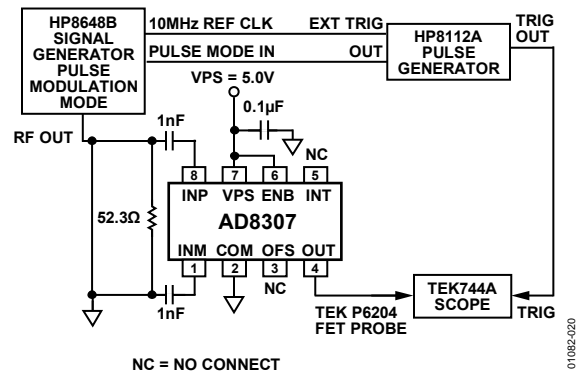 HP8648B
SIGNAL
GENERATOR
PULSE
MODULATION
MODE
10MHz REF CLK
EXT TRIG
PULSE MODE IN
OUT
HP8112A
PULSE
GENERATOR
TRIG
OUT
VPS = 5.0V
RF OUT
1nF
0.1µF
NC
8
7
6
5
INP
VPS
ENB
INT
52.3Ω
AD8307
INM
COM
OFS
OUT
1
2
3
4
1nF
NC
TEK P6204
FET PROBE
TEK744A
SCOPE
TRIG
NC = NO CONNECT
01082-020